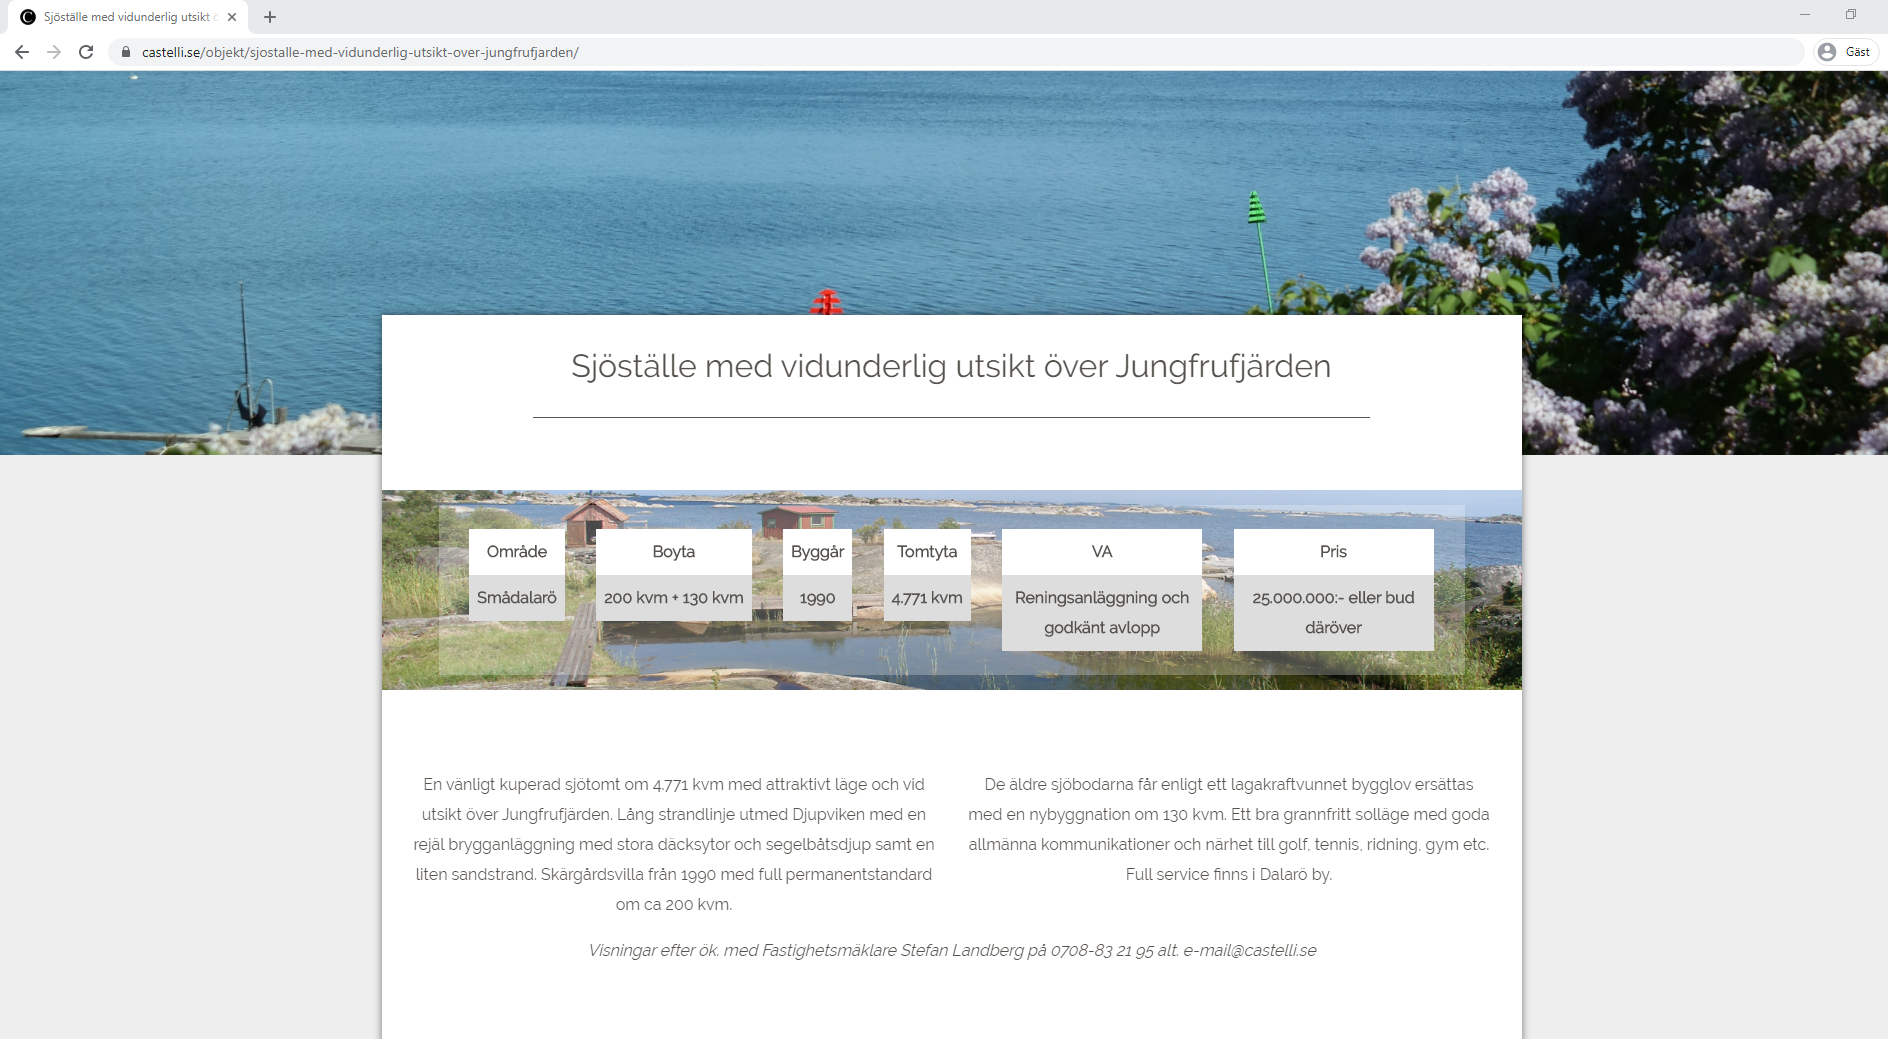 Sjöställe med vidunderlig utsikt ö
Gäst
castelli.se/objekt/sjostalle-med-vidunderlig-utsikt-over-jungfrufjarden/
Sjöställe med vidunderlig utsikt över Jungfrufjärden
Område
Smådalarö
Boyta
200 kvm + 130 kvm
Byggår
1990
Tomtyta
4.771 kvm
VA
Reningsanläggning och
godkänt avlopp
Pris
25.000.000:- eller bud
däröver
En vänligt kuperad sjötomt om 4.771 kvm med attraktivt läge och vid
utsikt över Jungfrufjärden. Lång strandlinje utmed Djupviken med en
rejäl brygganläggning med stora däcksytor och segelbåtsdjup samt en
liten sandstrand. Skärgårdsvilla från 1990 med full permanentstandard
om ca 200 kvm.
De äldre sjöbodarna får enligt ett lagakraftvunnet bygglov ersättas
med en nybyggnation om 130 kvm. Ett bra grannfritt solläge med goda
allmänna kommunikationer och närhet till golf, tennis, ridning, gym etc.
Full service finns i Dalarö by.
Visningar efter ök. med Fastighetsmäklare Stefan Landberg på 0708-83 21 95 alt. e-mail@castelli.se